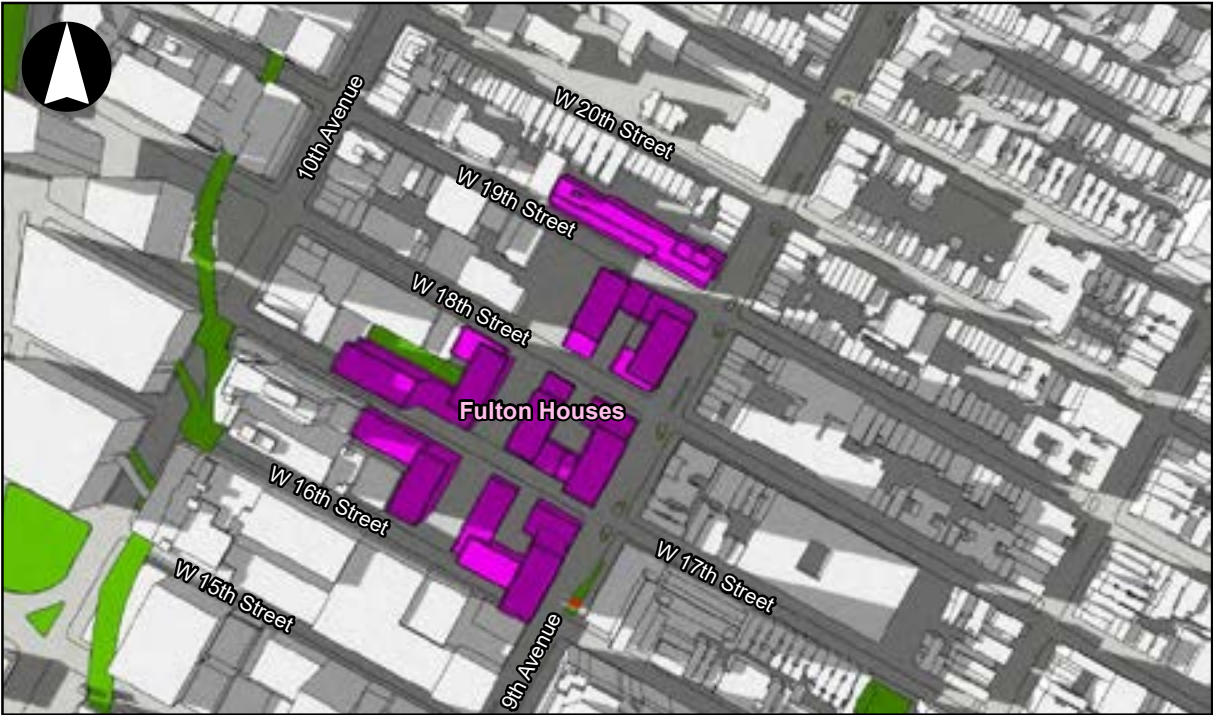 10th Avenue
W 20th Street
W 19th Street
W 18th Street
Fulton Houses
W 16th Street
W 17th Street
W 15th Street
9th Avenue